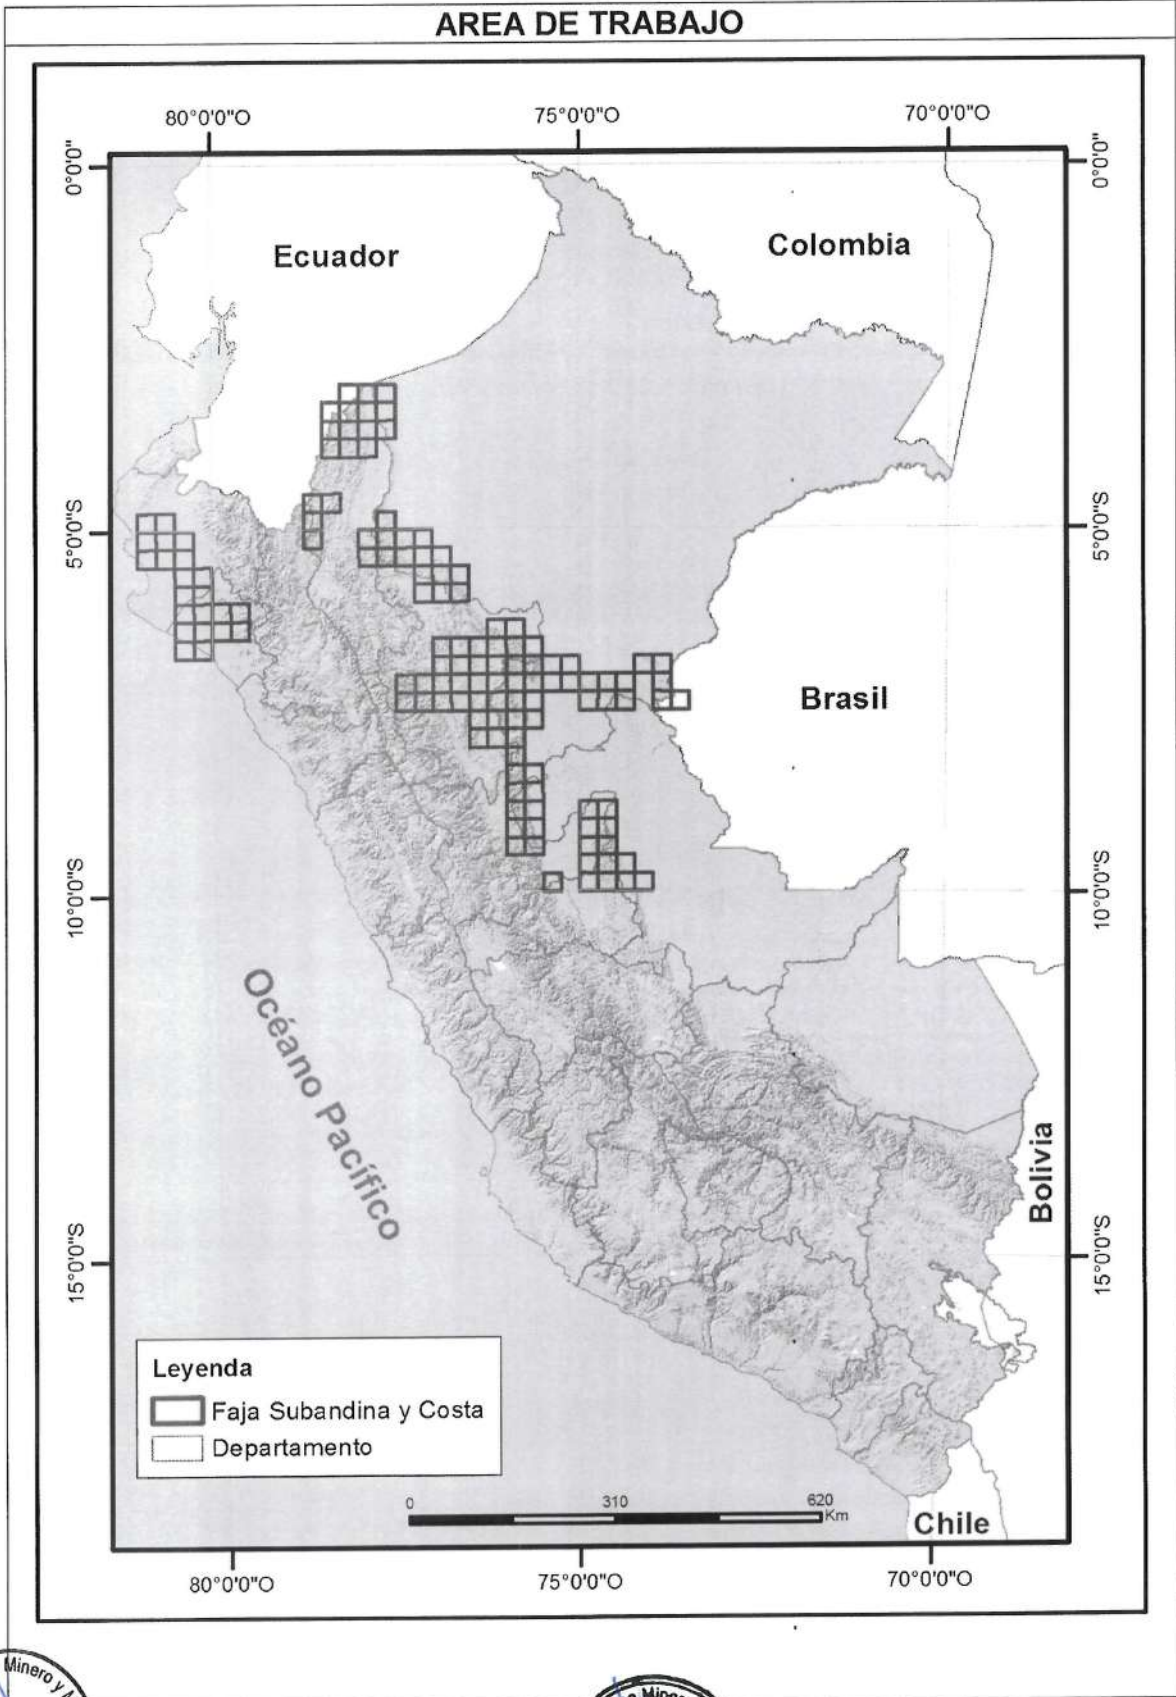 AREA DE TRABAJO
80°0'0"O 75°0'0"O 70°0'0"O
0°0'0" 0°0'0"
Ecuador
Colombia
5°0'0"S 5°0'0"S
Brasil
10°0'0"S 10°0'0"S
Océano Pacífico
Bolivia
15°0'0"S 15°0'0"S
Leyenda
Faja Subandina y Costa
Departamento
0 310 620
Km
Chile
80°0'0"O 75°0'0"O 70°0'0"O
Minero y